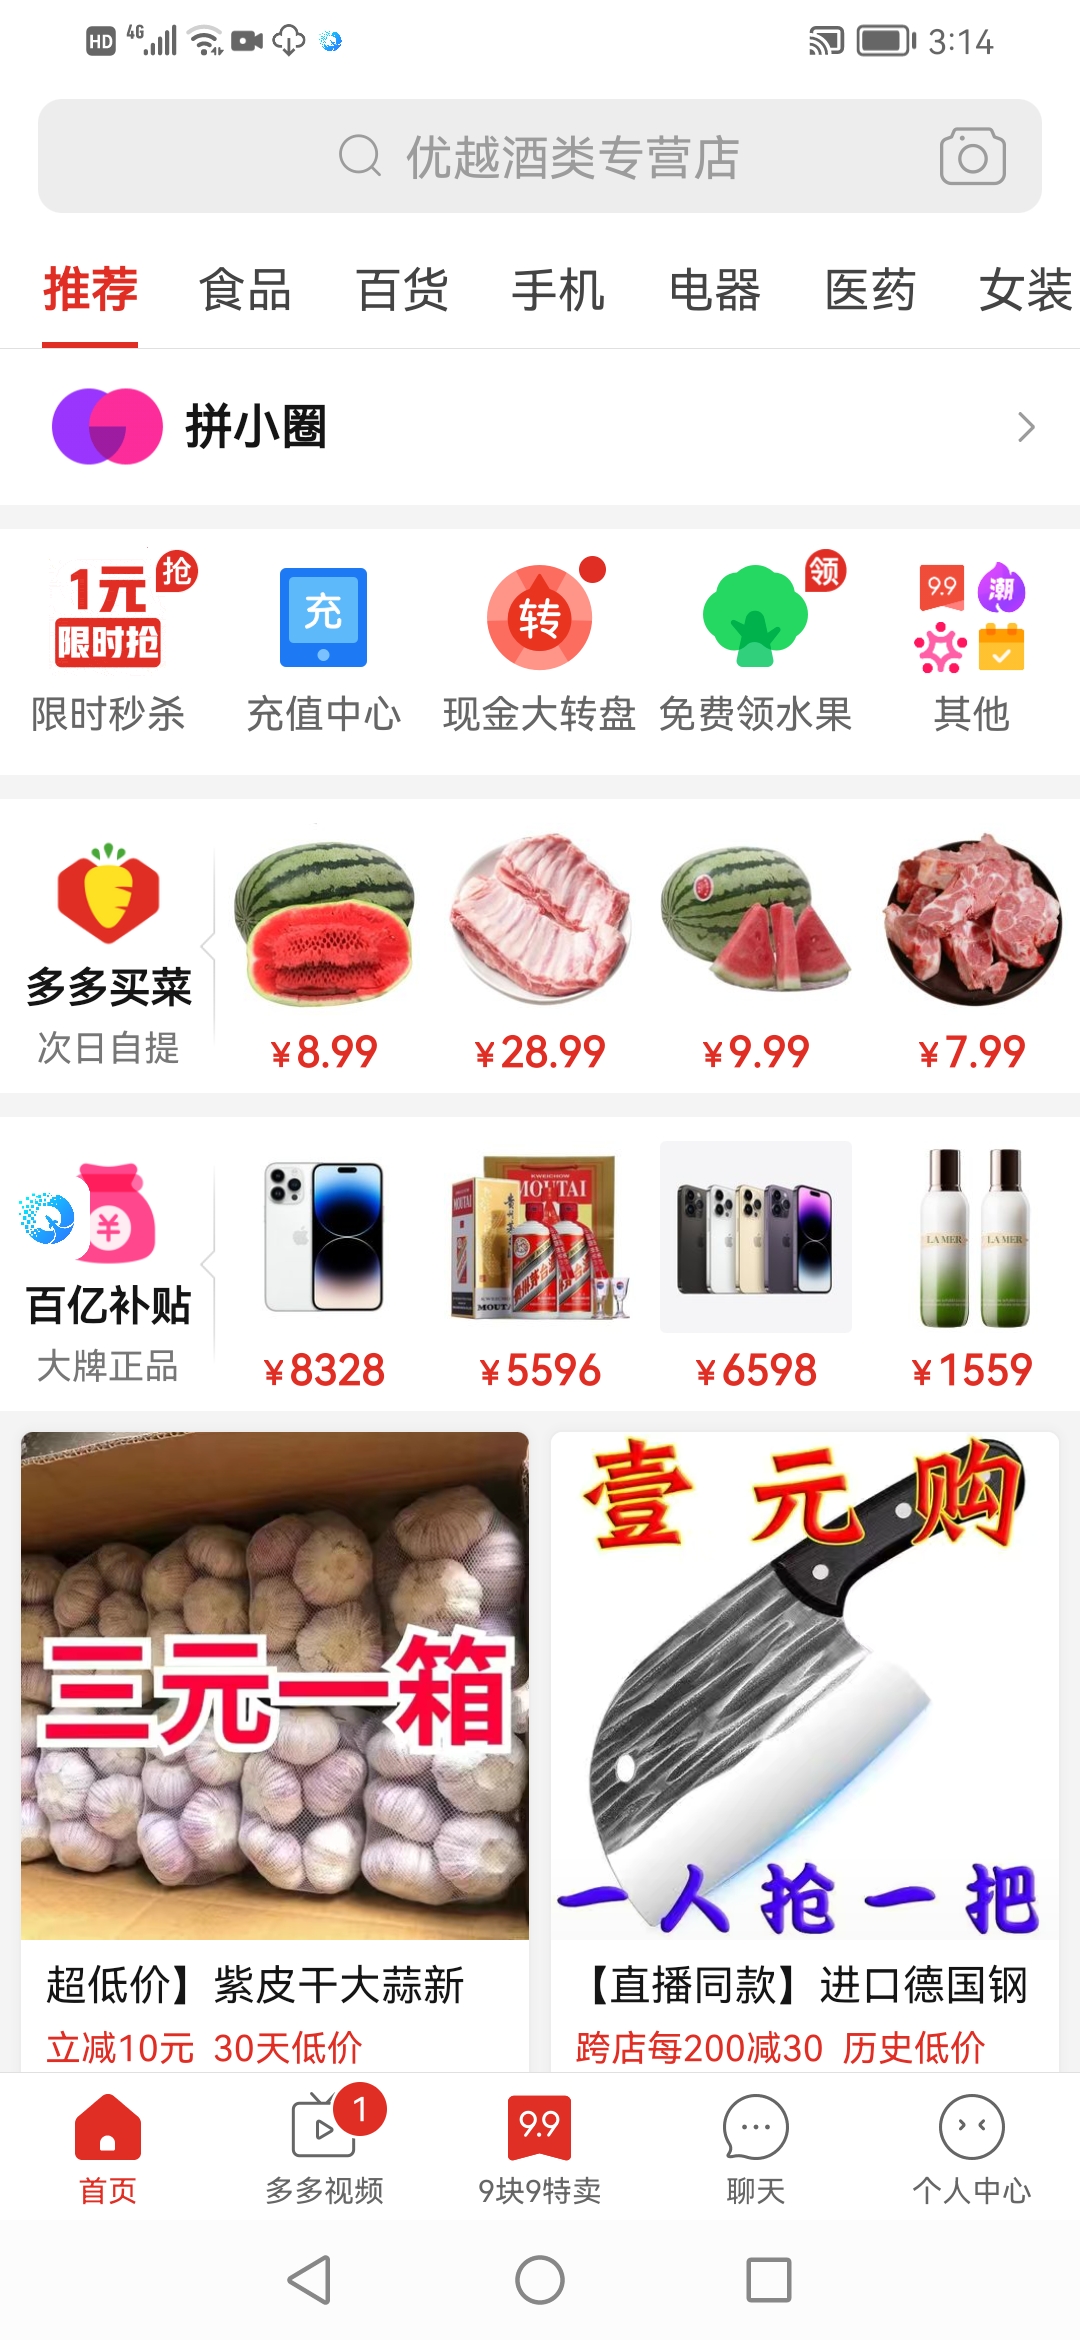 HD 4G 3:14
优越酒类专营店
推荐 食品 百货 手机 电器 医药 女装
拼小圈
1元 限时抢 抢
充
转
领
9.9 潮
限时秒杀 充值中心 现金大转盘 免费领水果 其他
多多买菜
次日自提
¥8.99 ¥28.99 ¥9.99 ¥7.99
¥
KWEICHOW
MOUTAI
LA MER LA MER
百亿补贴
大牌正品
¥8328 ¥5596 ¥6598 ¥1559
三元一箱
壹元购
一人抢一把
超低价】紫皮干大蒜新
立减10元 30天低价
【直播同款】进口德国钢
跨店每200减30 历史低价
1
9.9
首页 多多视频 9块9特卖 聊天 个人中心